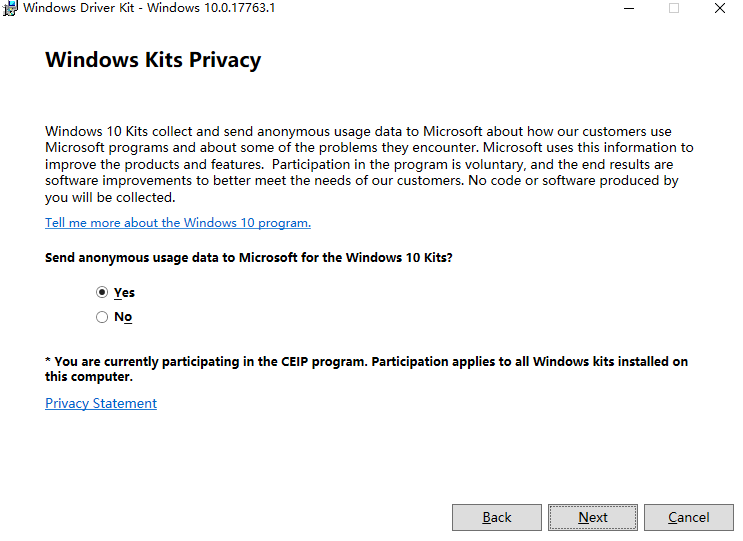 Windows Driver Kit - Windows 10.0.17763.1
Windows Kits Privacy
Windows 10 Kits collect and send anonymous usage data to Microsoft about how our customers use
Microsoft programs and about some of the problems they encounter. Microsoft uses this information to
improve the products and features.  Participation in the program is voluntary, and the end results are
software improvements to better meet the needs of our customers. No code or software produced by
you will be collected.
Tell me more about the Windows 10 program.
Send anonymous usage data to Microsoft for the Windows 10 Kits?
Yes
No
* You are currently participating in the CEIP program. Participation applies to all Windows kits installed on
this computer.
Privacy Statement
Back Next Cancel